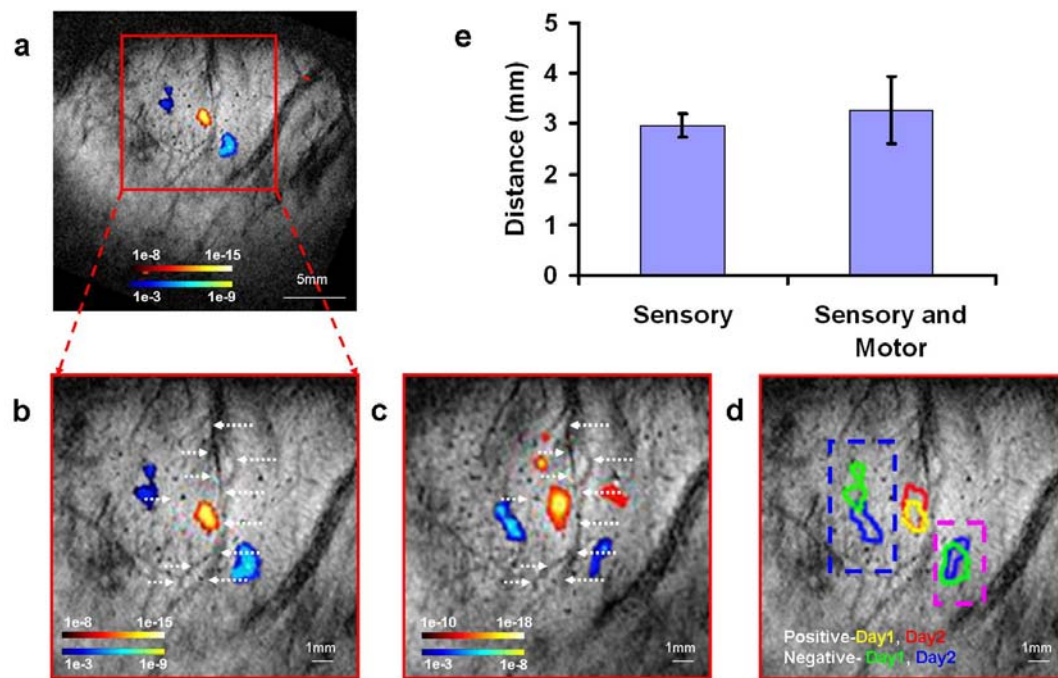 a
1e-8 1e-15
1e-3 1e-9
5mm
e
Distance (mm)
5
4
3
2
1
0
Sensory
Sensory and
Motor
b
1e-8 1e-15
1e-3 1e-9
1mm
c
1e-10 1e-18
1e-3 1e-8
1mm
d
Positive-Day1, Day2
Negative- Day1, Day2
1mm